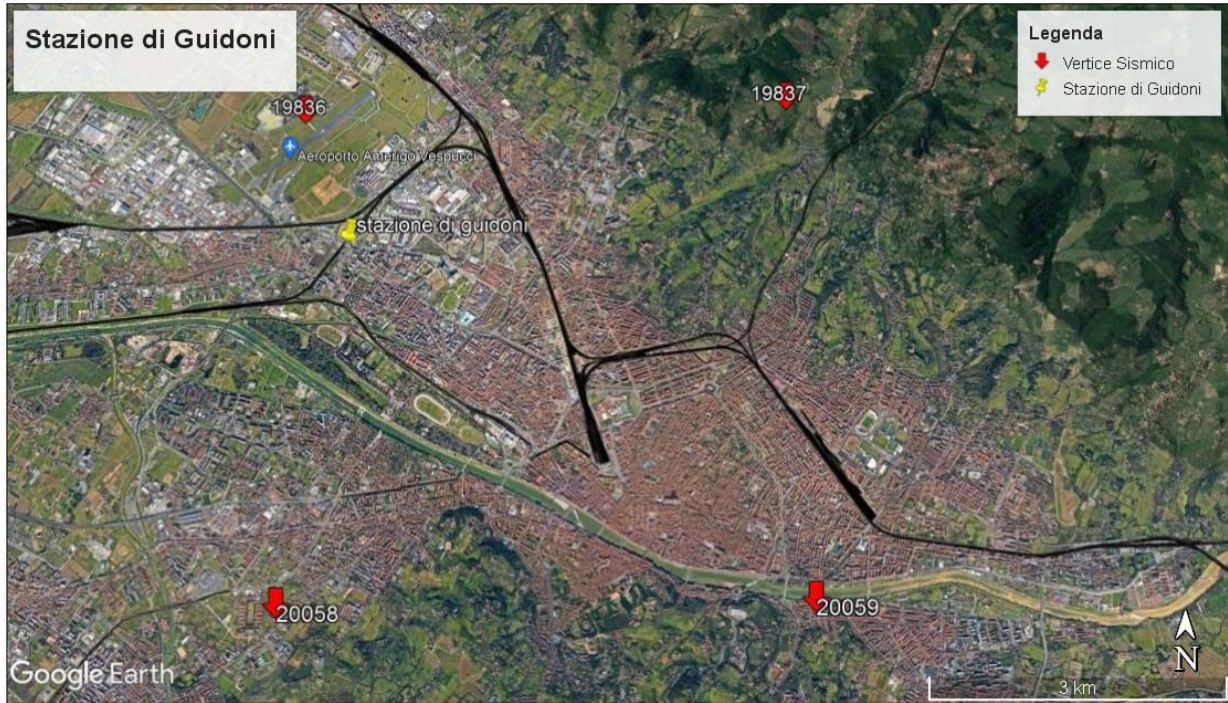 Stazione di Guidoni
Legenda
Vertice Sismico
Stazione di Guidoni
19836
19837
Aeroporto Amerigo Vespucci
stazione di guidoni
20058
20059
Google Earth
N
3 km